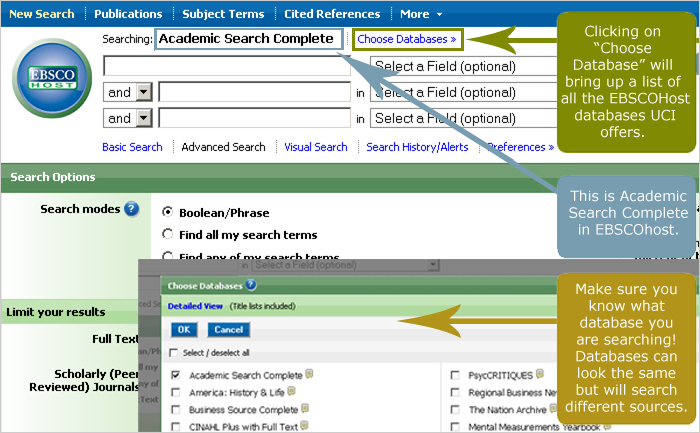 New Search Publications Subject Terms Cited References More
Searching: Academic Search Complete Choose Databases »
Clicking on
"Choose
Database" will
bring up a list of
all the EBSCOHost
databases UCI
offers.
EBSCO
HOST
Select a Field (optional)
and in Select a Field (optional)
and in Select a Field (optional)
Basic Search Advanced Search Visual Search Search History/Alerts Preferences »
This is Academic
Search Complete
in EBSCOhost.
Search Options
Search modes ?
Boolean/Phrase
Find all my search terms
Find any of my search terms
in Select a Field (optional)
Choose Databases ?
Detailed View (Title lists included)
OK Cancel
Select / deselect all
Academic Search Complete
America: History & Life
Business Source Complete
CINAHL Plus with Full Text
PsycCRITIQUES
Regional Business
The Nation Archive
Mental Measurements Yearbook
Make sure you
know what
database you
are searching!
Databases can
look the same
but will search
different sources.
Limit your results
Full Text
Scholarly (Peer
Reviewed) Journals